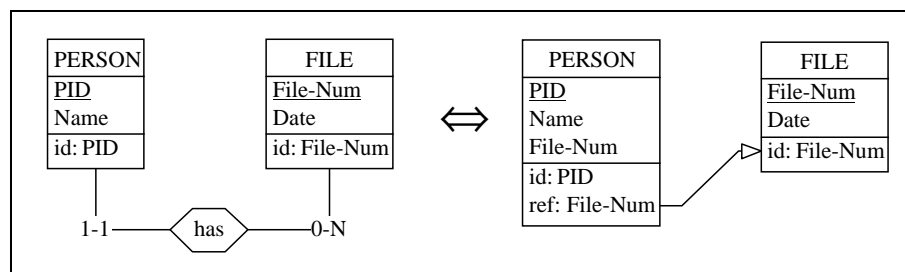 PERSON
PID
Name
id: PID
FILE
File-Num
Date
id: File-Num
1-1
has
0-N
⇔
PERSON
PID
Name
File-Num
id: PID
ref: File-Num
FILE
File-Num
Date
id: File-Num